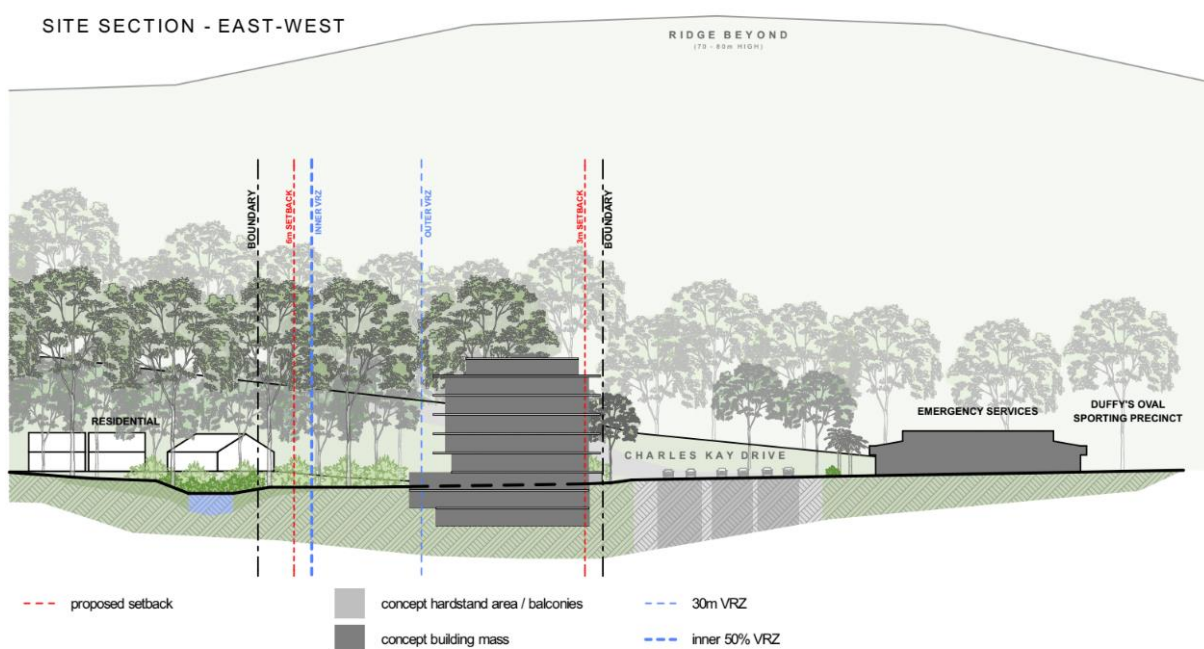 SITE SECTION - EAST-WEST
RIDGE BEYOND
(70 - 80m HIGH)
BOUNDARY
6m SETBACK
INNER VRZ
OUTER VRZ
3m SETBACK
BOUNDARY
RESIDENTIAL
CHARLES KAY DRIVE
EMERGENCY SERVICES
DUFFY'S OVAL
SPORTING PRECINCT
proposed setback
concept hardstand area / balconies
30m VRZ
concept building mass
inner 50% VRZ